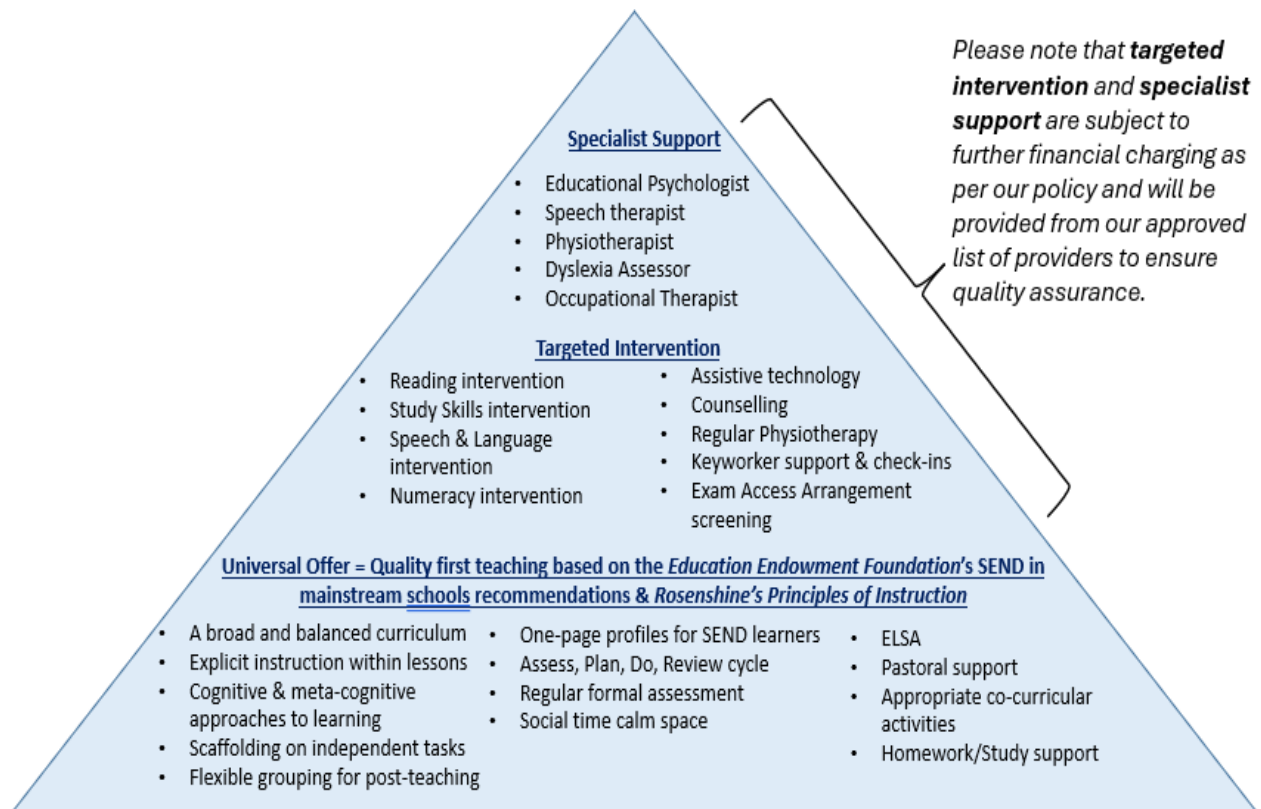 Please note that targeted
intervention and specialist
support are subject to
further financial charging as
per our policy and will be
provided from our approved
list of providers to ensure
quality assurance.
Specialist Support
• Educational Psychologist
• Speech therapist
• Physiotherapist
• Dyslexia Assessor
• Occupational Therapist
Targeted Intervention
• Reading intervention
• Study Skills intervention
• Speech & Language
intervention
• Numeracy intervention
• Assistive technology
• Counselling
• Regular Physiotherapy
• Keyworker support & check-ins
• Exam Access Arrangement
screening
Universal Offer = Quality first teaching based on the Education Endowment Foundation's SEND in
mainstream schools recommendations & Rosenshine's Principles of Instruction
• A broad and balanced curriculum
• Explicit instruction within lessons
• Cognitive & meta-cognitive
approaches to learning
• Scaffolding on independent tasks
• Flexible grouping for post-teaching
• One-page profiles for SEND learners
• Assess, Plan, Do, Review cycle
• Regular formal assessment
• Social time calm space
• ELSA
• Pastoral support
• Appropriate co-curricular
activities
• Homework/Study support